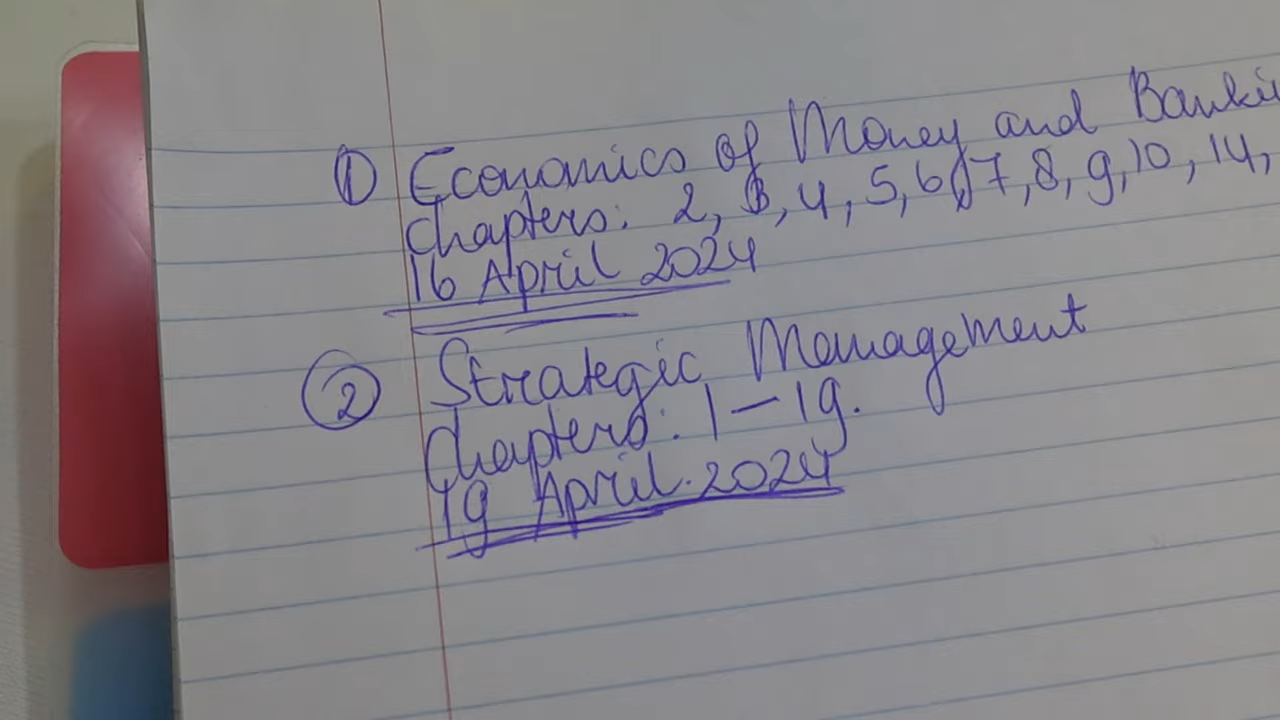 ① Economics of Money and Banki
Chapters: 2, 3, 4, 5, 6, 7, 8, 9, 10, 14,
16 April 2024
② Strategic Management
Chapters: 1 – 19.
19 April. 2024